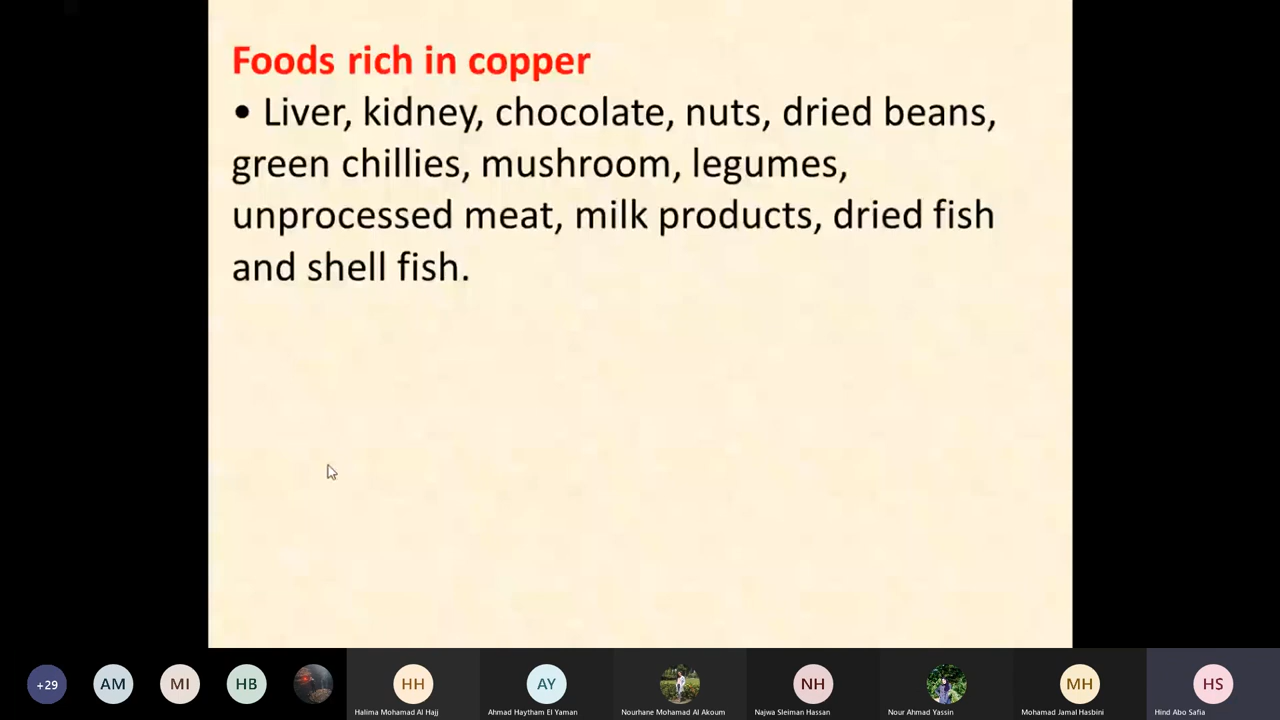 Foods rich in copper
• Liver, kidney, chocolate, nuts, dried beans,
green chillies, mushroom, legumes,
unprocessed meat, milk products, dried fish
and shell fish.
+29
AM
MI
HB
HH
AY
NH
MH
HS
Halima Mohamad Al Hajj
Ahmad Haytham El Yaman
Nourhane Mohamad Al Akoum
Najwa Sleiman Hassan
Nour Ahmad Yassin
Mohamad Jamal Hasbini
Hind Abo Safia